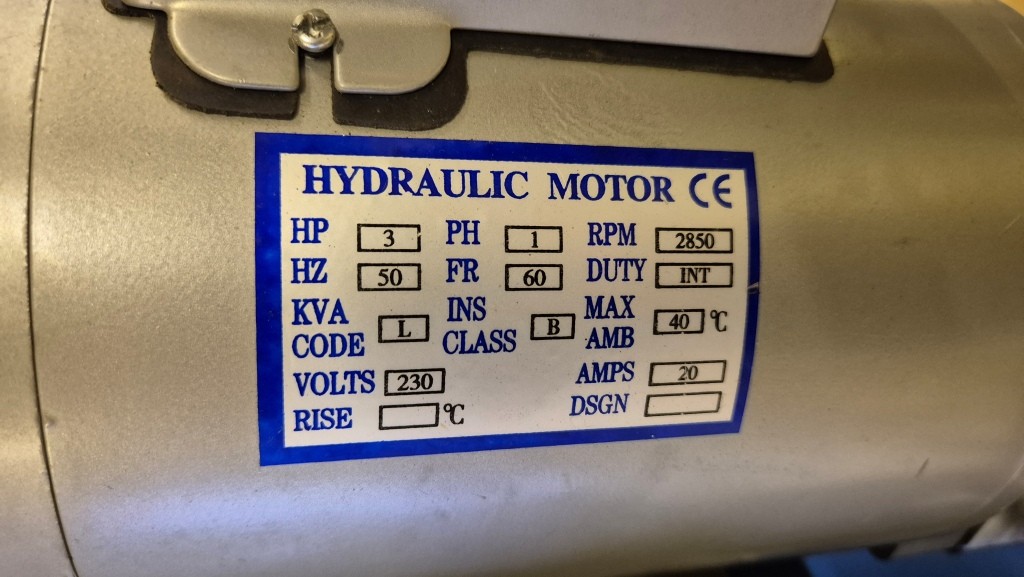 HYDRAULIC MOTOR CE
HP 3 PH 1 RPM 2850
HZ 50 FR 60 DUTY INT
KVA CODE L INS CLASS B MAX AMB 40 °C
VOLTS 230 AMPS 20
RISE °C DSGN